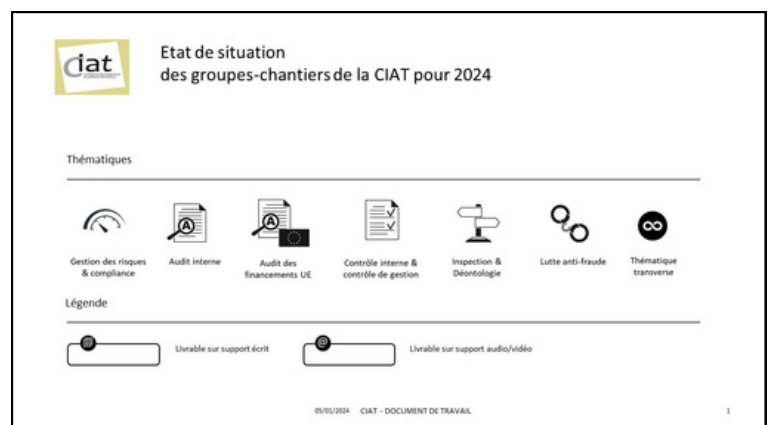 ciat
Etat de situation
des groupes-chantiers de la CIAT pour 2024
Thématiques
A
A
Gestion des risques
& compliance
Audit interne
Audit des
financements UE
Contrôle interne &
contrôle de gestion
Inspection &
Déontologie
Lutte anti-fraude
Thématique
transverse
Légende
Livrable sur support écrit
@
Livrable sur support audio/vidéo
09/01/2024 CIAT - DOCUMENT DE TRAVAIL
1